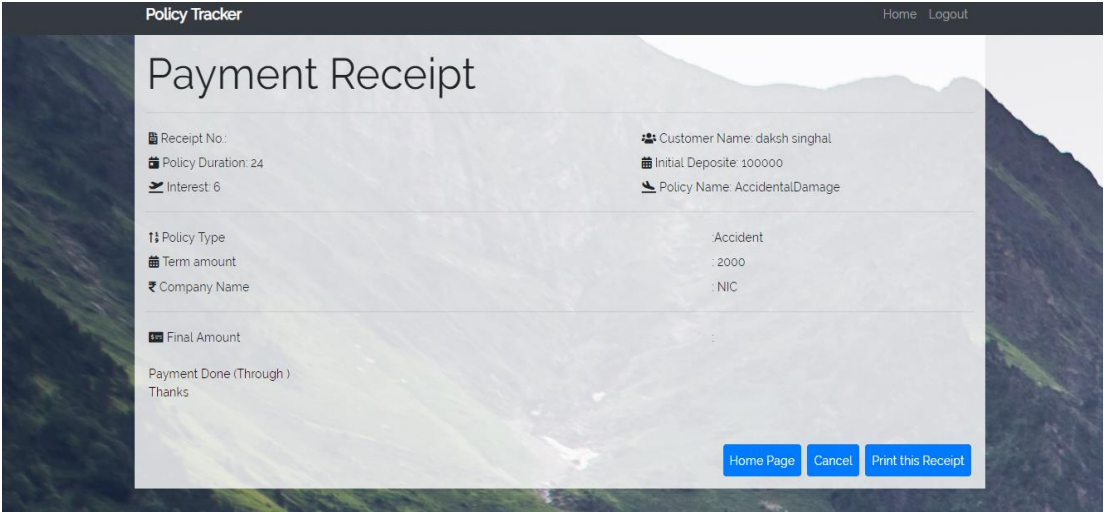 Policy Tracker Home Logout
Payment Receipt
Receipt No.: Customer Name: daksh singhal
Policy Duration: 24 Initial Deposite: 100000
Interest: 6 Policy Name: AccidentalDamage
Policy Type :Accident
Term amount : 2000
₹ Company Name : NIC
Final Amount :
Payment Done (Through )
Thanks
Home Page Cancel Print this Receipt